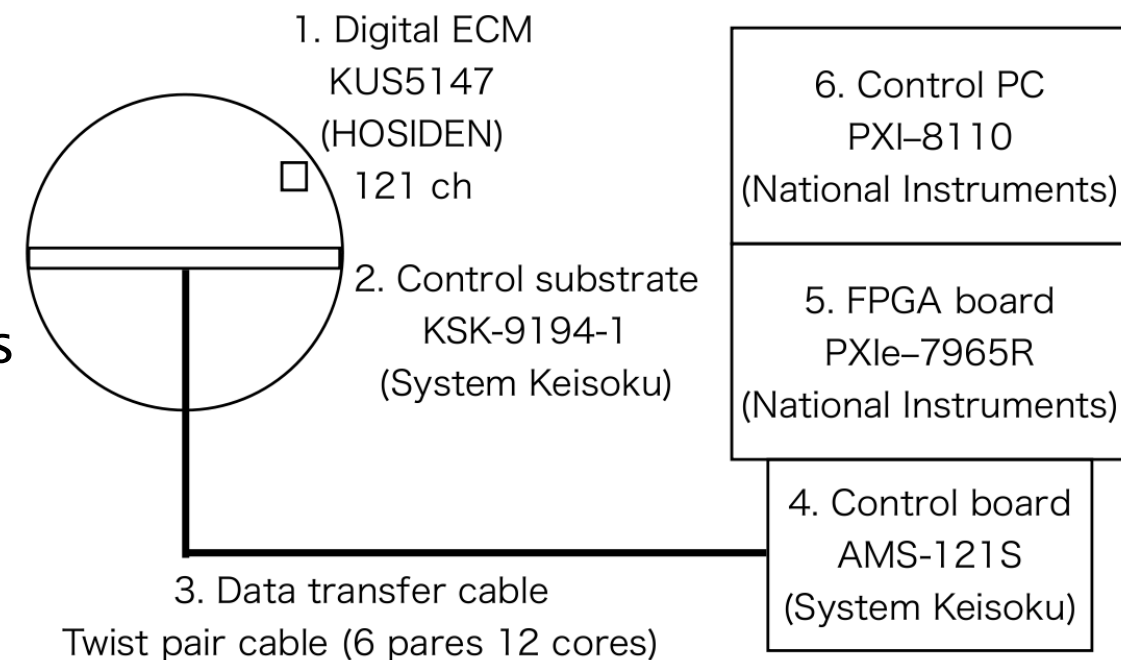 1. Digital ECM
KUS5147
(HOSIDEN)
121 ch
2. Control substrate
KSK-9194-1
(System Keisoku)
s
3. Data transfer cable
Twist pair cable (6 pares 12 cores)
6. Control PC
PXI–8110
(National Instruments)
5. FPGA board
PXIe–7965R
(National Instruments)
4. Control board
AMS-121S
(System Keisoku)